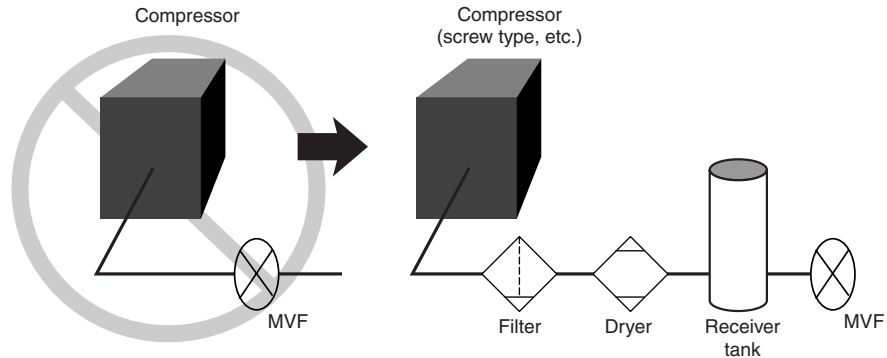 Compressor
MVF
Compressor
(screw type, etc.)
Filter
Dryer
Receiver
tank
MVF